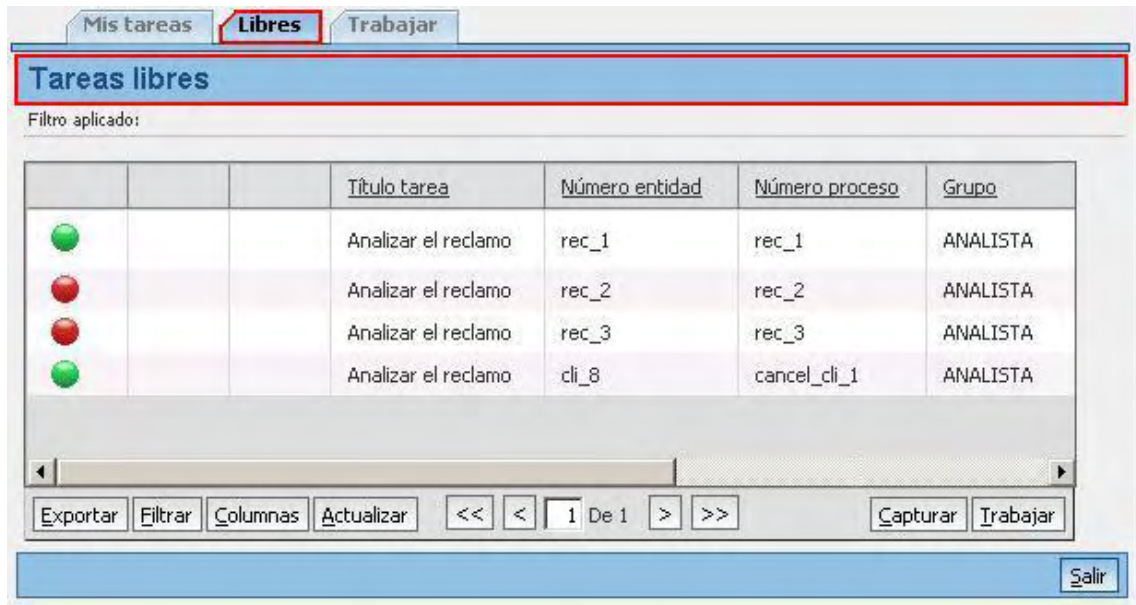 Mis tareas Libres Trabajar
Tareas libres
Filtro aplicado:
Título tarea Número entidad Número proceso Grupo
Analizar el reclamo rec_1 rec_1 ANALISTA
Analizar el reclamo rec_2 rec_2 ANALISTA
Analizar el reclamo rec_3 rec_3 ANALISTA
Analizar el reclamo cli_8 cancel_cli_1 ANALISTA
Exportar Filtrar Columnas Actualizar << < 1 De 1 > >> Capturar Trabajar
Salir